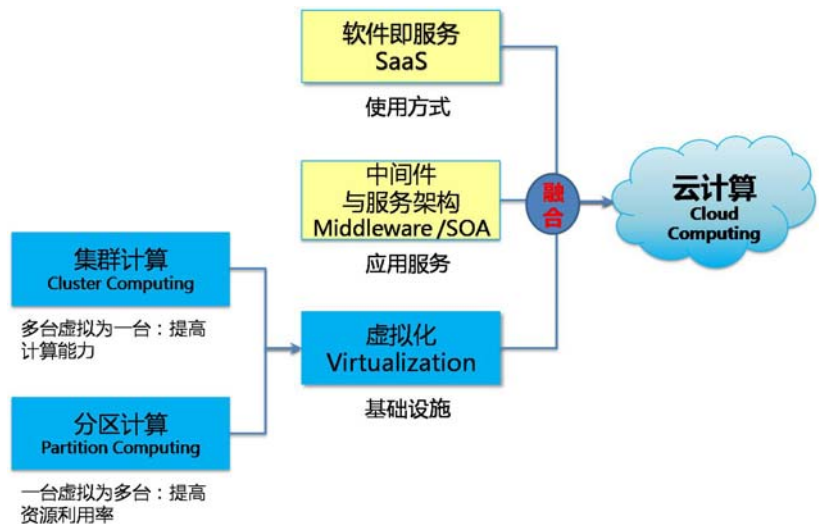 软件即服务
SaaS
使用方式
中间件
与服务架构
Middleware /SOA
应用服务
融
合
云计算
Cloud
Computing
集群计算
Cluster Computing
多台虚拟为一台：提高
计算能力
虚拟化
Virtualization
基础设施
分区计算
Partition Computing
一台虚拟为多台：提高
资源利用率